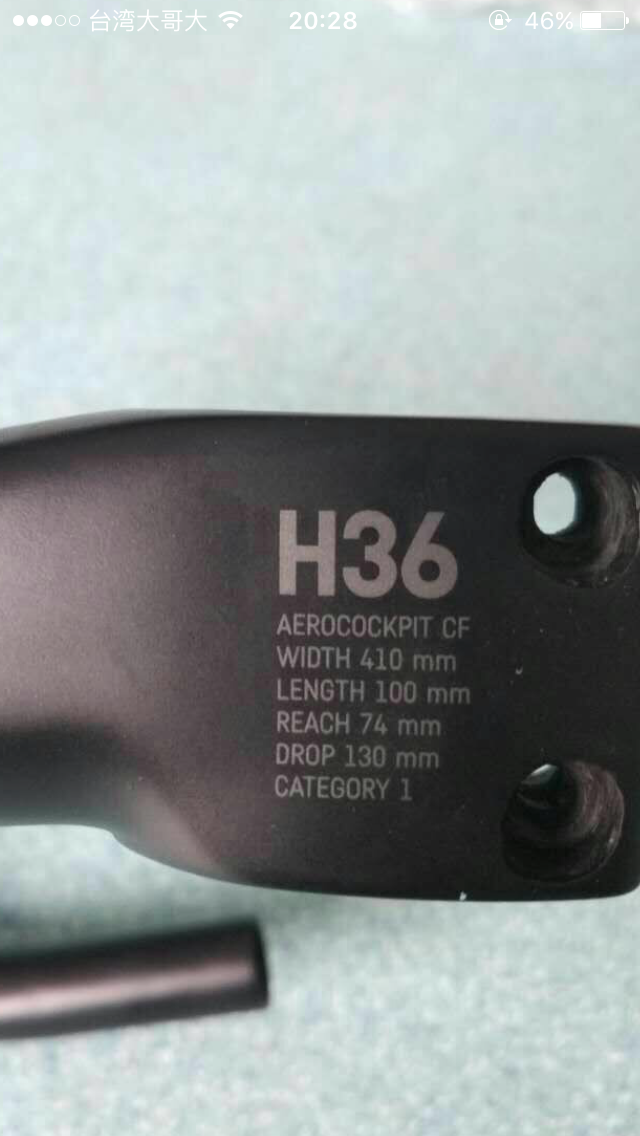 台湾大哥大
20:28
46%
H36
AEROCOCKPIT CF
WIDTH 410 mm
LENGTH 100 mm
REACH 74 mm
DROP 130 mm
CATEGORY 1